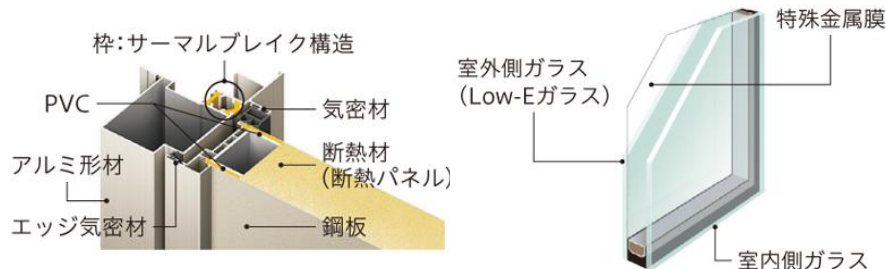 枠：サーマルブレイク構造
PVC
気密材
断熱材
(断熱パネル)
アルミ形材
エッジ気密材
鋼板
特殊金属膜
室外側ガラス
（Low-Eガラス）
室内側ガラス